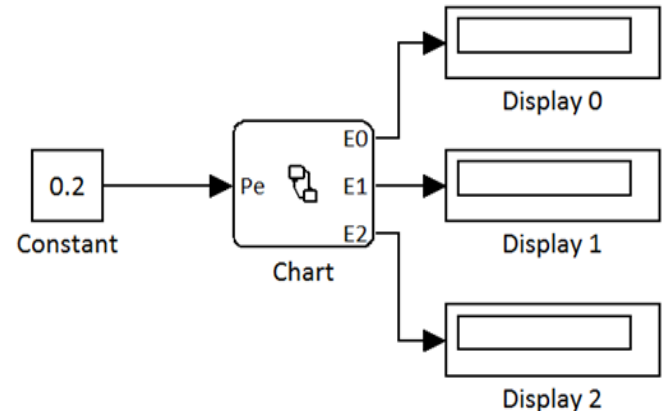 Display 0
E0
0.2
Pe
E1
Display 1
Constant
E2
Chart
Display 2